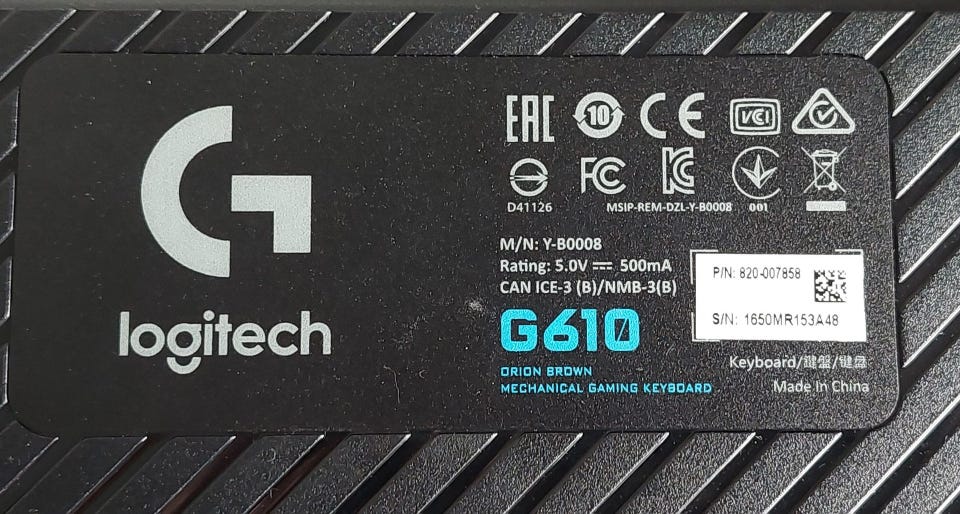 G
logitech
EAC 10 CE VCI
D41126 FC KC MSIP-REM-DZL-Y-B0008 001
M/N: Y-B0008
Rating: 5.0V ⎓ 500mA
CAN ICE-3 (B)/NMB-3(B)
G610
ORION BROWN
MECHANICAL GAMING KEYBOARD
P/N: 820-007858
S/N: 1650MR153A48
Keyboard/鍵盤/键盘
Made In China